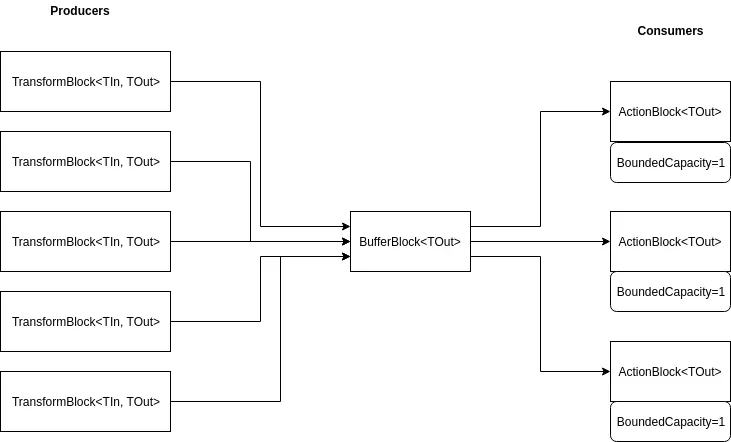 Producers
Consumers
TransformBlock<TIn, TOut>
TransformBlock<TIn, TOut>
TransformBlock<TIn, TOut>
TransformBlock<TIn, TOut>
TransformBlock<TIn, TOut>
BufferBlock<TOut>
ActionBlock<TOut>
BoundedCapacity=1
ActionBlock<TOut>
BoundedCapacity=1
ActionBlock<TOut>
BoundedCapacity=1